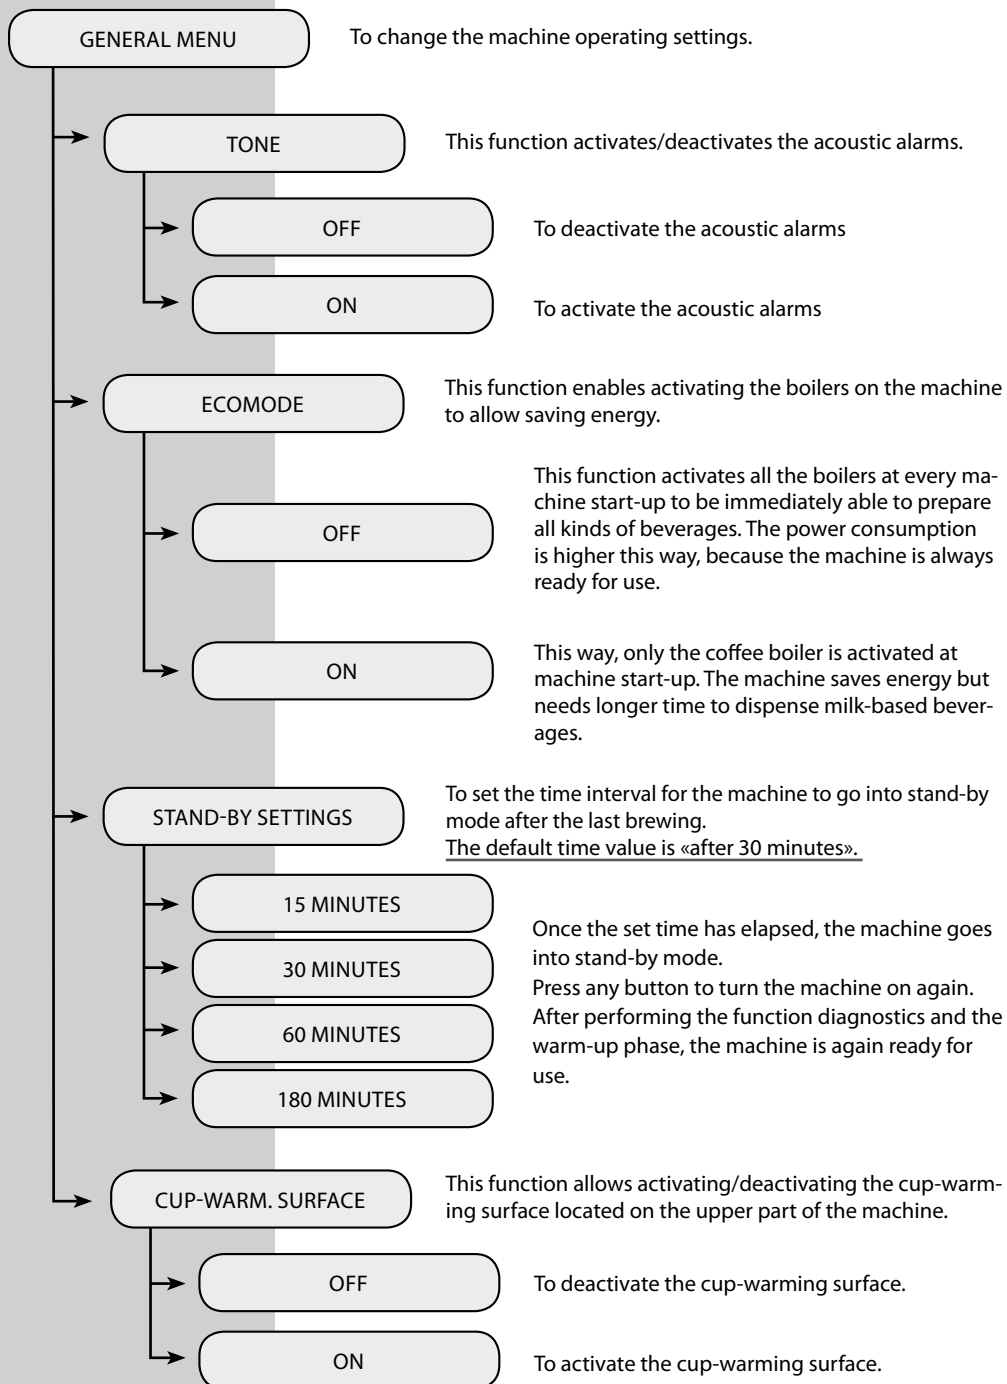 GENERAL MENU
To change the machine operating settings.
TONE
This function activates/deactivates the acoustic alarms.
OFF
To deactivate the acoustic alarms
ON
To activate the acoustic alarms
ECOMODE
This function enables activating the boilers on the machine
to allow saving energy.
OFF
This function activates all the boilers at every ma-
chine start-up to be immediately able to prepare
all kinds of beverages. The power consumption
is higher this way, because the machine is always
ready for use.
ON
This way, only the coffee boiler is activated at
machine start-up. The machine saves energy but
needs longer time to dispense milk-based bever-
ages.
STAND-BY SETTINGS
To set the time interval for the machine to go into stand-by
mode after the last brewing.
The default time value is «after 30 minutes».
15 MINUTES
30 MINUTES
60 MINUTES
180 MINUTES
Once the set time has elapsed, the machine goes
into stand-by mode.
Press any button to turn the machine on again.
After performing the function diagnostics and the
warm-up phase, the machine is again ready for
use.
CUP-WARM. SURFACE
This function allows activating/deactivating the cup-warm-
ing surface located on the upper part of the machine.
OFF
To deactivate the cup-warming surface.
ON
To activate the cup-warming surface.